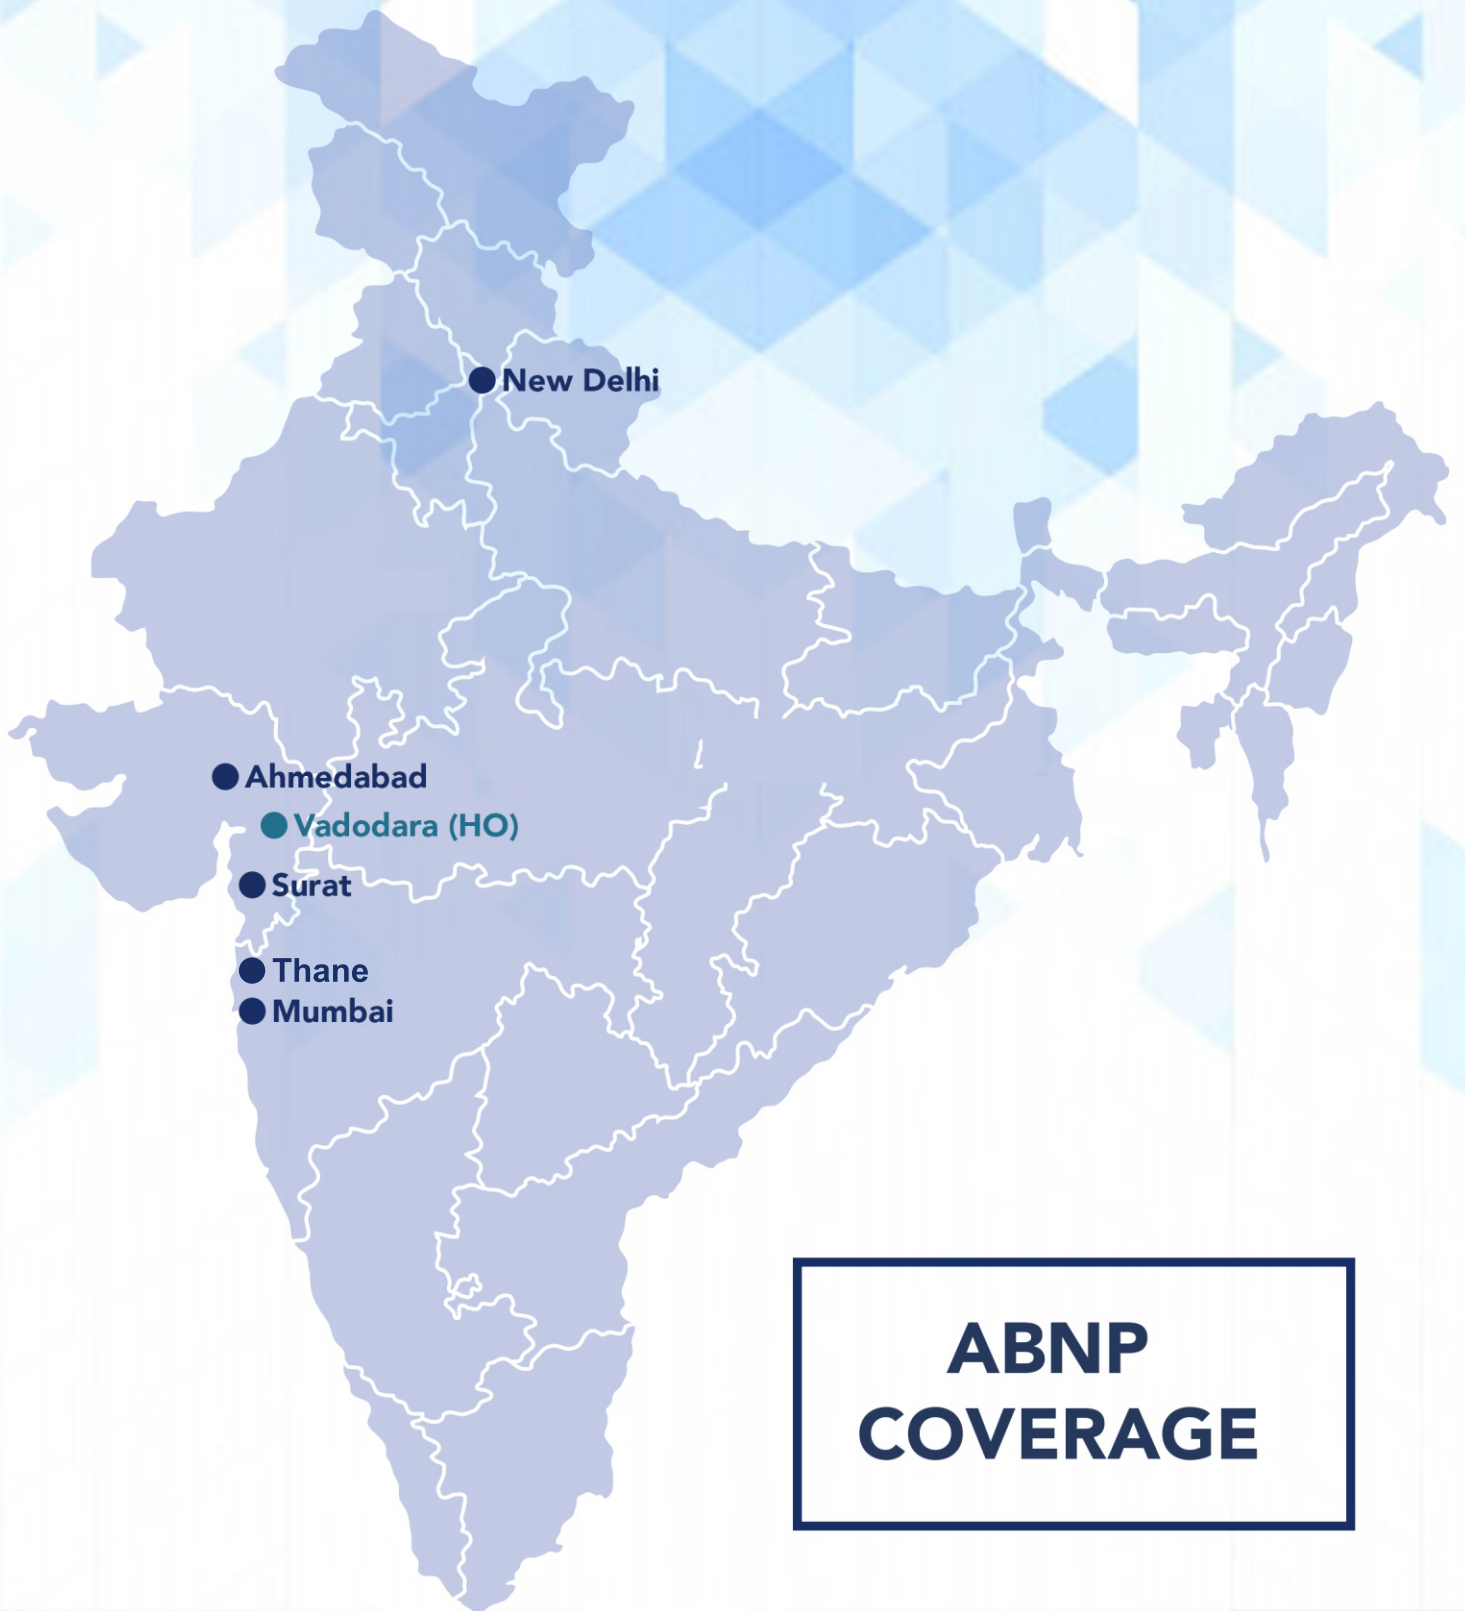 New Delhi
Ahmedabad
Vadodara (HO)
Surat
Thane
Mumbai
ABNP
COVERAGE